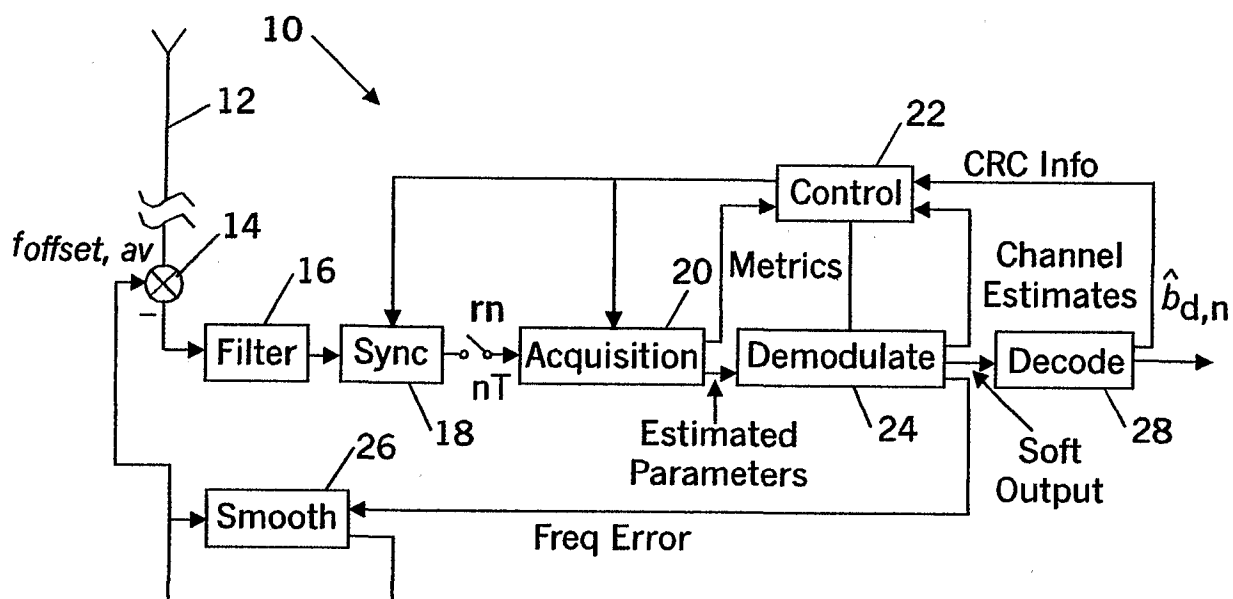 10
12
22
CRC Info
Control
foffset, av
14
16
20
Metrics
Channel
Estimates
b̂d,n
rn
Filter
Sync
Acquisition
Demodulate
Decode
nT
18
Estimated
Parameters
24
28
Soft
Output
26
Smooth
Freq Error